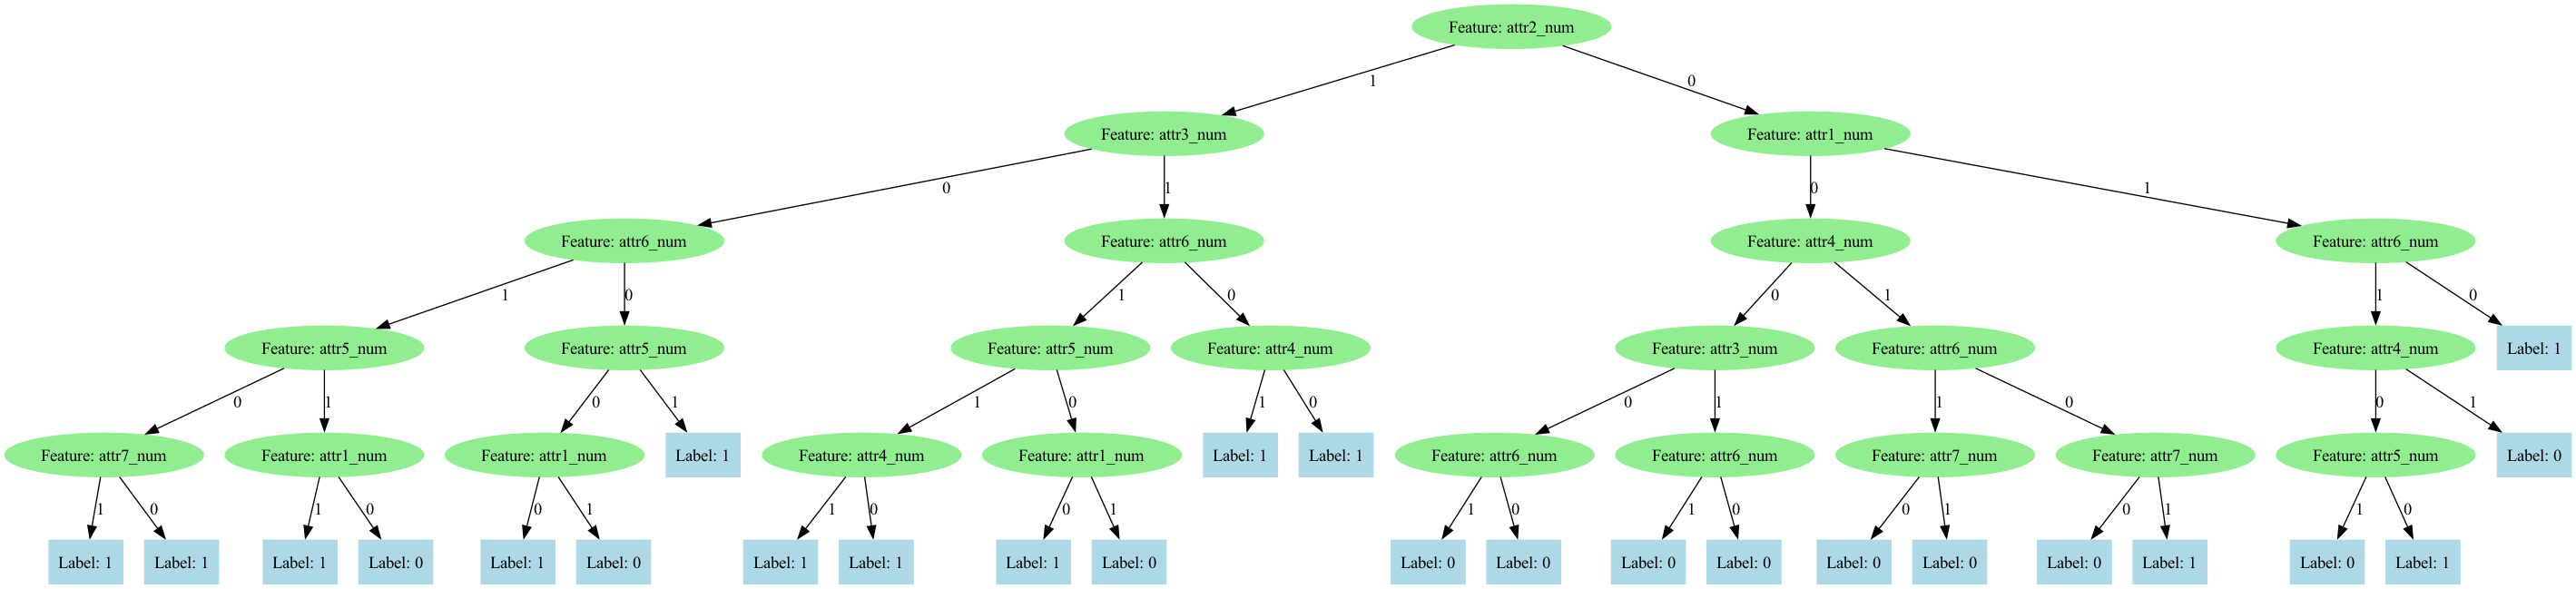 Feature: attr2_num
1
0
Feature: attr3_num
Feature: attr1_num
0
1
0
1
Feature: attr6_num
Feature: attr6_num
Feature: attr4_num
Feature: attr6_num
1
0
1
0
0
1
1
0
Feature: attr5_num
Feature: attr5_num
Feature: attr5_num
Feature: attr4_num
Feature: attr3_num
Feature: attr6_num
Feature: attr4_num
Label: 1
0
1
0
1
1
0
1
0
0
1
1
0
0
1
Feature: attr7_num
Feature: attr1_num
Feature: attr1_num
Label: 1
Feature: attr4_num
Feature: attr1_num
Label: 1
Label: 1
Feature: attr6_num
Feature: attr6_num
Feature: attr7_num
Feature: attr7_num
Feature: attr5_num
Label: 0
1
0
1
0
0
1
1
0
0
1
1
0
1
0
0
1
0
1
1
0
Label: 1
Label: 1
Label: 1
Label: 0
Label: 1
Label: 0
Label: 1
Label: 1
Label: 1
Label: 0
Label: 0
Label: 0
Label: 0
Label: 0
Label: 0
Label: 0
Label: 0
Label: 1
Label: 0
Label: 1